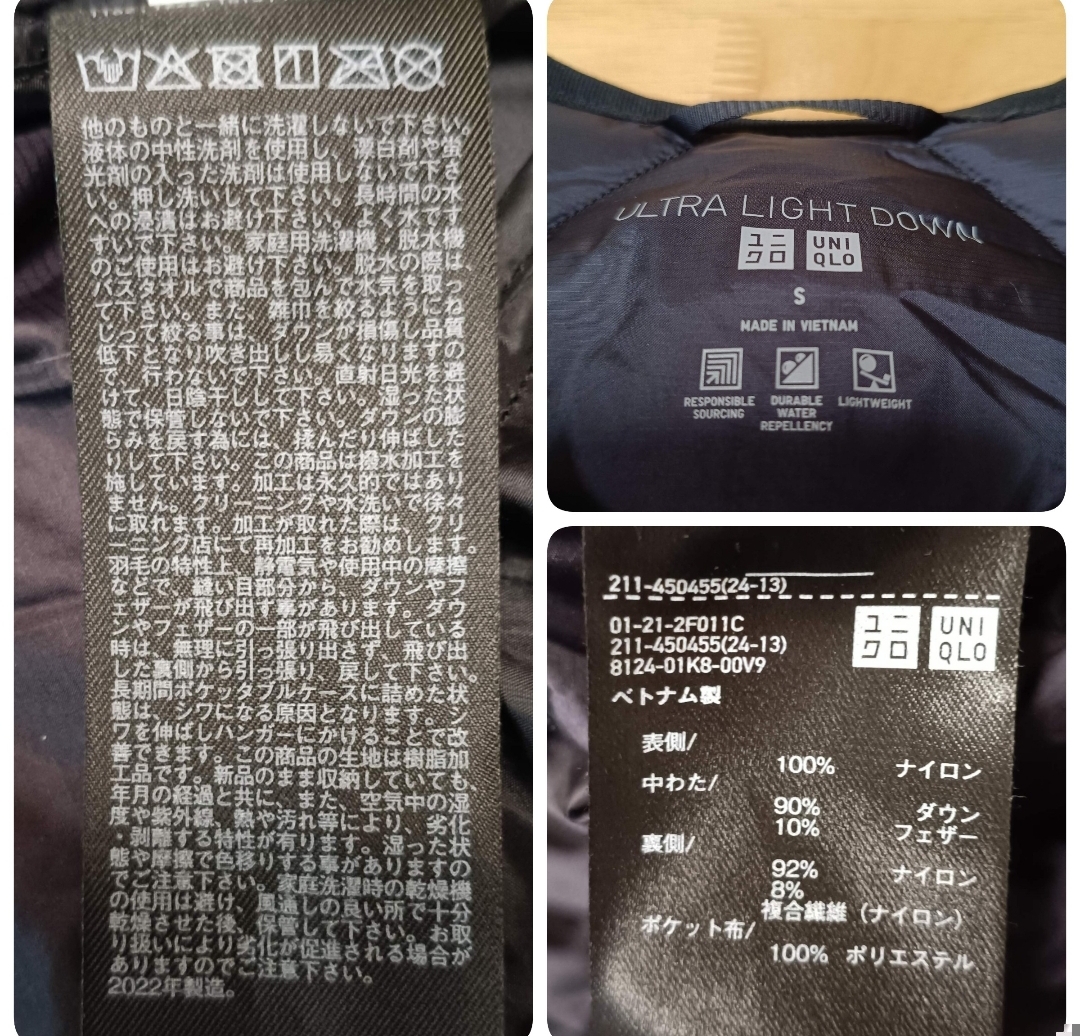 他のものと一緒に洗濯しないで下さい。
液体の中性洗剤を使用し、漂白剤や蛍
光剤の入った洗剤は使用しないで下さ
い。押し洗いして下さい。長時間の水
への浸漬はお避け下さい。よく水です
すいで下さい。家庭用洗濯機・脱水機
のご使用はお避け下さい。脱水の際は、
バスタオルで商品を包んで水気を取っ
て下さい。また、雑巾を絞るようにね
じって絞る事は、ダウンが損傷し品質
低下となり吹き出しし易くなりますの
で、行わないで下さい。直射日光を避
けて、日陰干しして下さい。湿った状
態で保管しないで下さい。ダウンの膨
らみを戻す為には、揉んだり伸ばした
りして下さい。この商品は撥水加工を
施しています。加工は永久的ではあり
ません。クリーニングや水洗いで徐々
に取れます。加工が取れた際は、クリ
ーニング店にて再加工をお勧めします。
羽毛の特性上、静電気や使用中の摩擦
などで、縫い目部分から、ダウンやフ
ェザーが飛び出す事があります。ダウ
ンやフェザーの一部が飛び出している
時は、無理に引っ張り出さず、飛び出
した裏側から引っ張り、戻して下さい。
長期間ポケッタブルケースに詰めた状
態は、シワになる原因となります。シ
ワを伸ばしハンガーにかけることで改
善できます。この商品の生地は樹脂加
工品です。新品のまま収納していても、
年月の経過と共に、また、空気中の湿
度や紫外線、熱や汚れ等により、劣化
・剥離する特性が有ります。湿った状
態や摩擦で色移りする事がありますの
でご注意下さい。家庭洗濯時の乾燥機
の使用は避け、風通しの良い所で十分
乾燥させた後、保管して下さい。お取
り扱いにより劣化が促進される場合が
ありますのでご注意下さい。
2022年製造。
ULTRA LIGHT DOWN
ユニ UNI
クロ QLO
S
MADE IN VIETNAM
RESPONSIBLE SOURCING
DURABLE WATER REPELLENCY
LIGHTWEIGHT
211-450455(24-13)
01-21-2F011C
211-450455(24-13)
8124-01K8-00V9
ユニ UNI
クロ QLO
ベトナム製
表側/
100% ナイロン
中わた/
90% ダウン
10% フェザー
裏側/
92% ナイロン
8%
複合繊維（ナイロン）
ポケット布/
100% ポリエステル